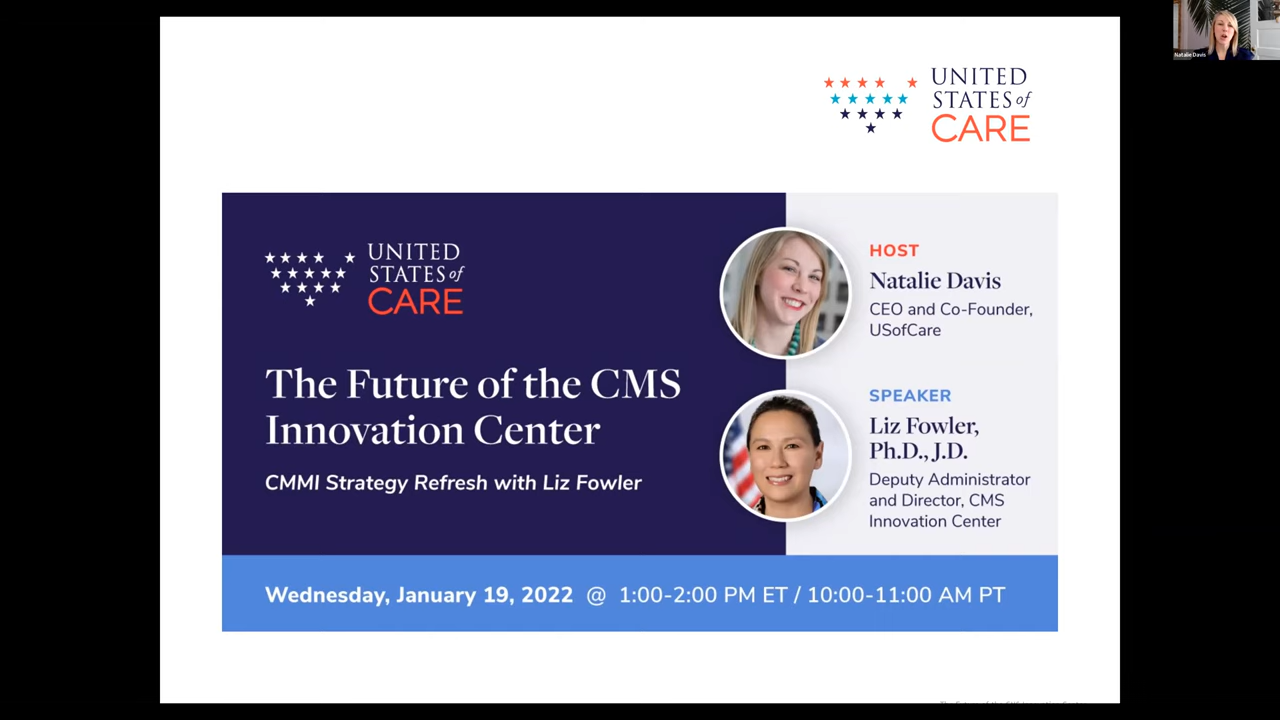 Natalie Davis
UNITED
STATES of
CARE
UNITED
STATES of
CARE
The Future of the CMS
Innovation Center
CMMI Strategy Refresh with Liz Fowler
HOST
Natalie Davis
CEO and Co-Founder,
USofCare
SPEAKER
Liz Fowler,
Ph.D., J.D.
Deputy Administrator
and Director, CMS
Innovation Center
Wednesday, January 19, 2022 @ 1:00-2:00 PM ET / 10:00-11:00 AM PT